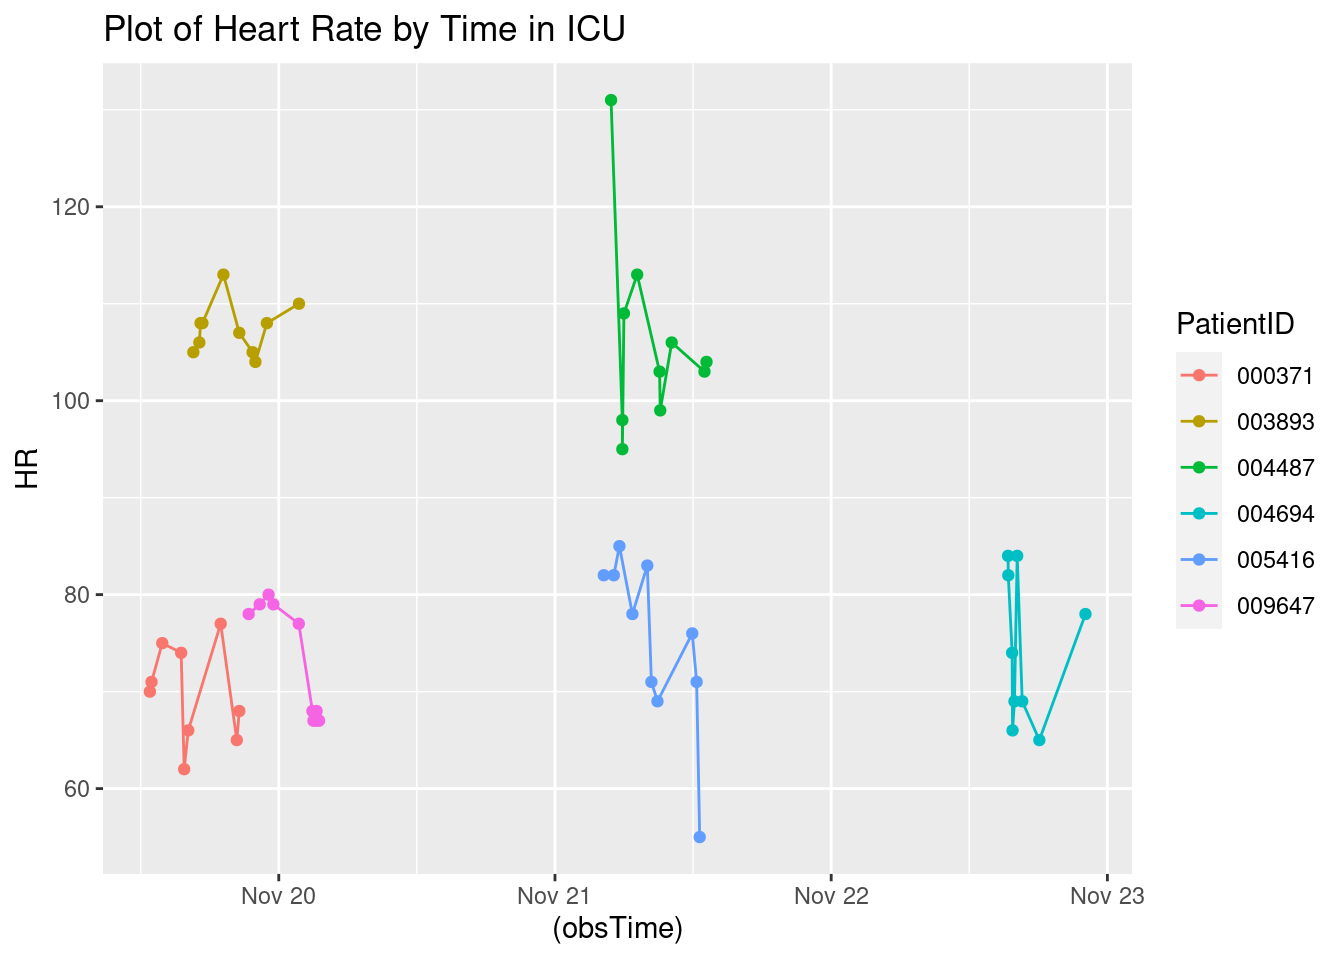 Plot of Heart Rate by Time in ICU
120
100
80
60
HR
Nov 20
Nov 21
Nov 22
Nov 23
(obsTime)
PatientID
000371
003893
004487
004694
005416
009647